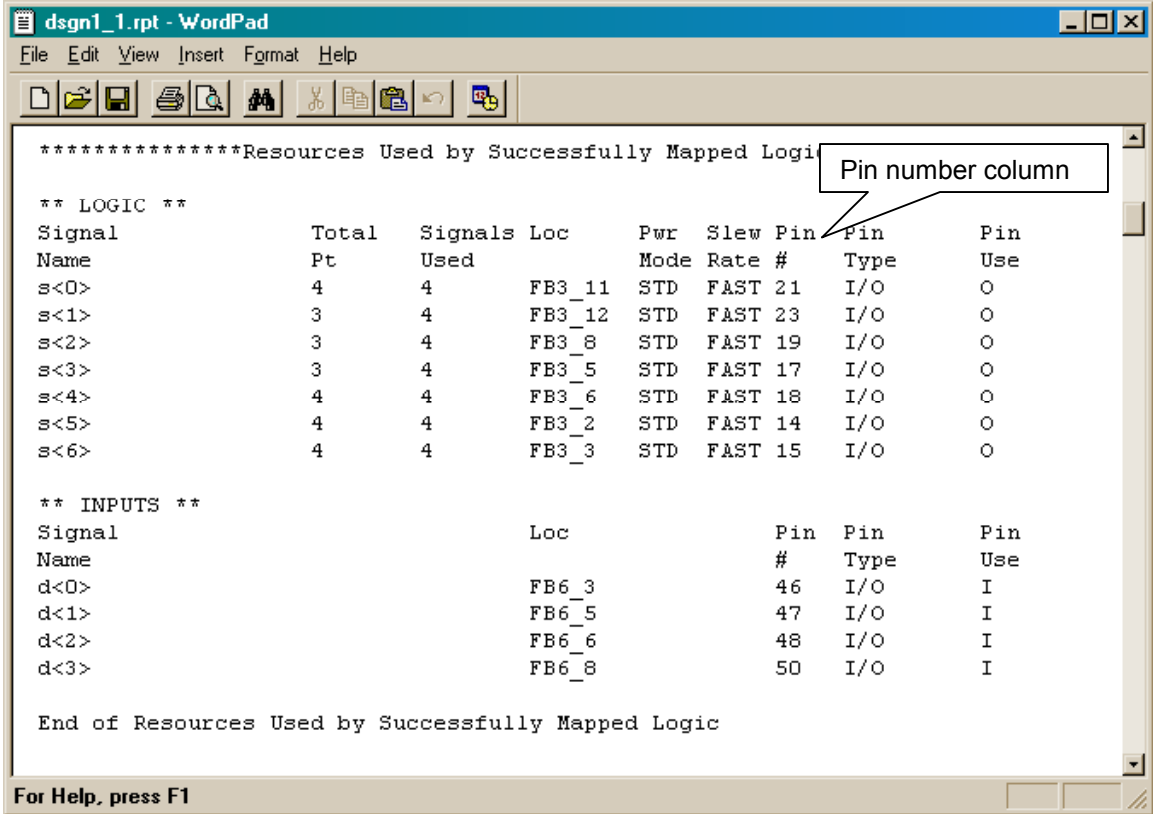 dsgn1_1.rpt - WordPad
File Edit View Insert Format Help
***************Resources Used by Successfully Mapped Logi
Pin number column
** LOGIC **
Signal Total Signals Loc Pwr Slew Pin Pin Pin
Name Pt Used Mode Rate # Type Use
s<0> 4 4 FB3_11 STD FAST 21 I/O O
s<1> 3 4 FB3_12 STD FAST 23 I/O O
s<2> 3 4 FB3_8 STD FAST 19 I/O O
s<3> 3 4 FB3_5 STD FAST 17 I/O O
s<4> 4 4 FB3_6 STD FAST 18 I/O O
s<5> 4 4 FB3_2 STD FAST 14 I/O O
s<6> 4 4 FB3_3 STD FAST 15 I/O O
** INPUTS **
Signal Loc Pin Pin Pin
Name # Type Use
d<0> FB6_3 46 I/O I
d<1> FB6_5 47 I/O I
d<2> FB6_6 48 I/O I
d<3> FB6_8 50 I/O I
End of Resources Used by Successfully Mapped Logic
For Help, press F1